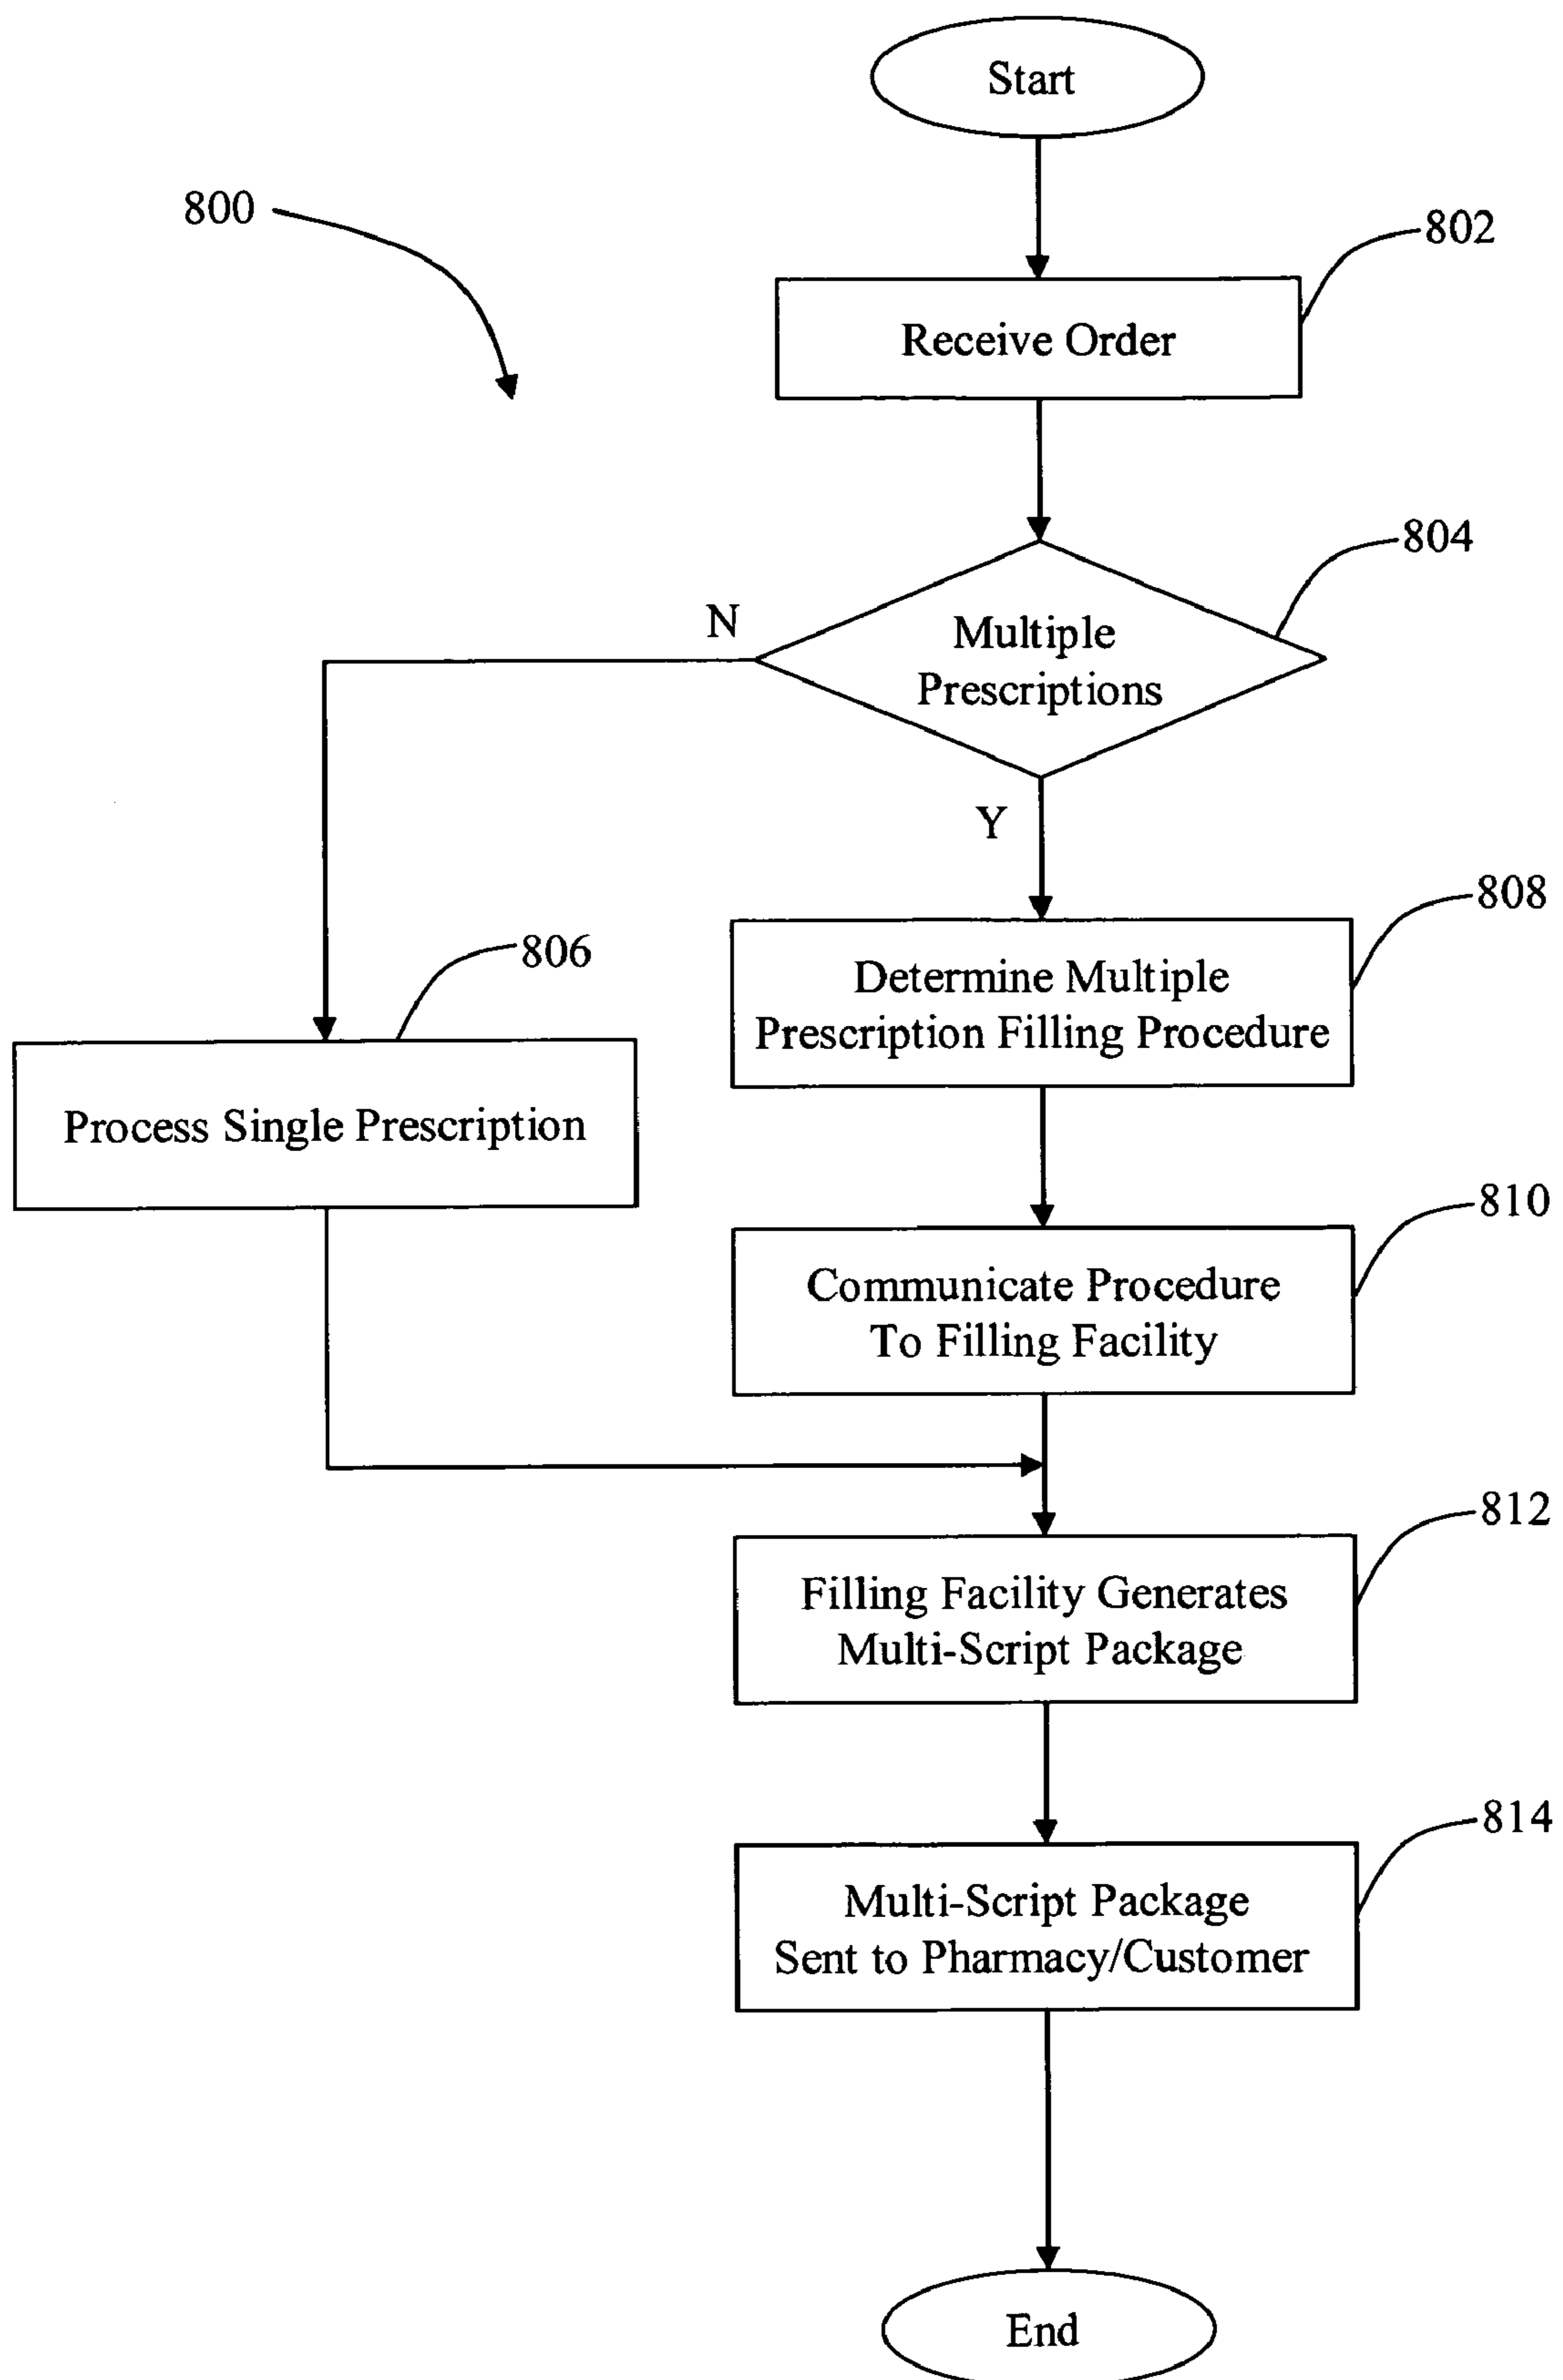 Start
800
802
Receive Order
804
N
Multiple
Prescriptions
Y
808
806
Determine Multiple
Prescription Filling Procedure
Process Single Prescription
810
Communicate Procedure
To Filling Facility
812
Filling Facility Generates
Multi-Script Package
814
Multi-Script Package
Sent to Pharmacy/Customer
End